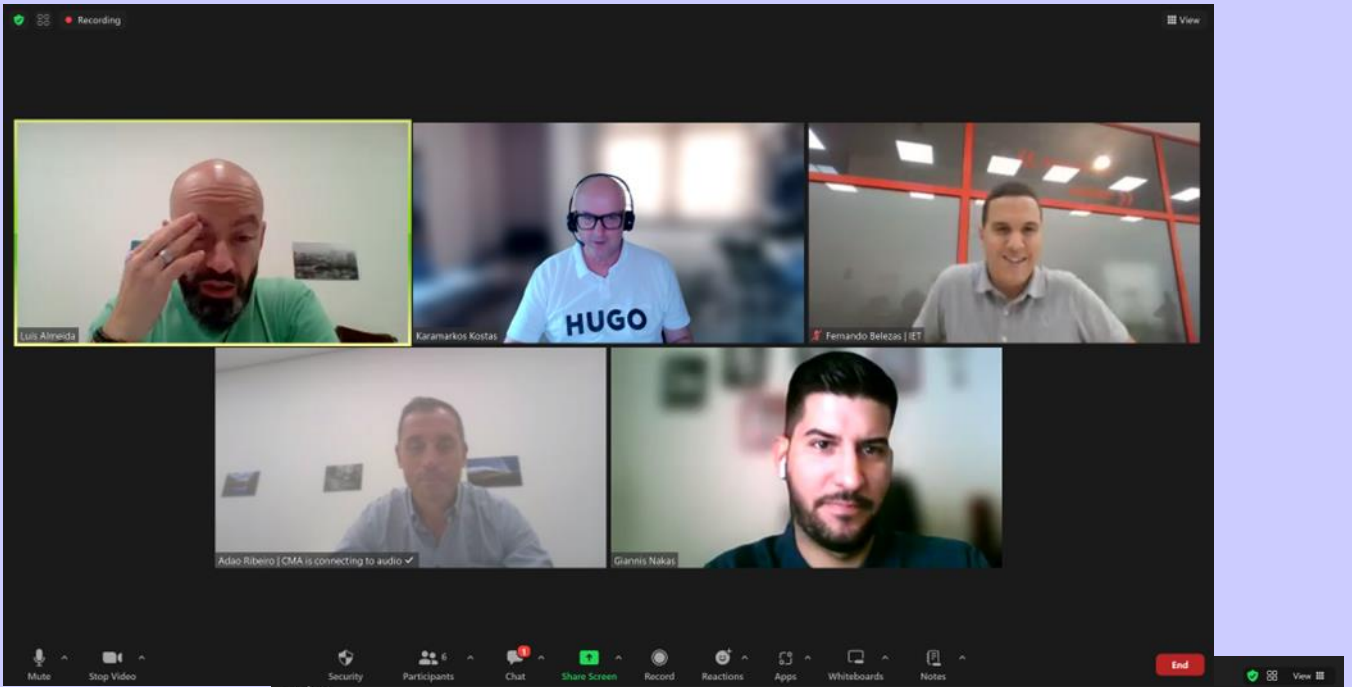 Recording
View
Luis Almeida
Karamarkos Kostas
HUGO
Fernando Belezas | IET
Adao Ribeiro | CMA is connecting to audio
Giannis Nakas
6
1
Mute
Stop Video
Security
Participants
Chat
Share Screen
Record
Reactions
Apps
Whiteboards
Notes
End
View